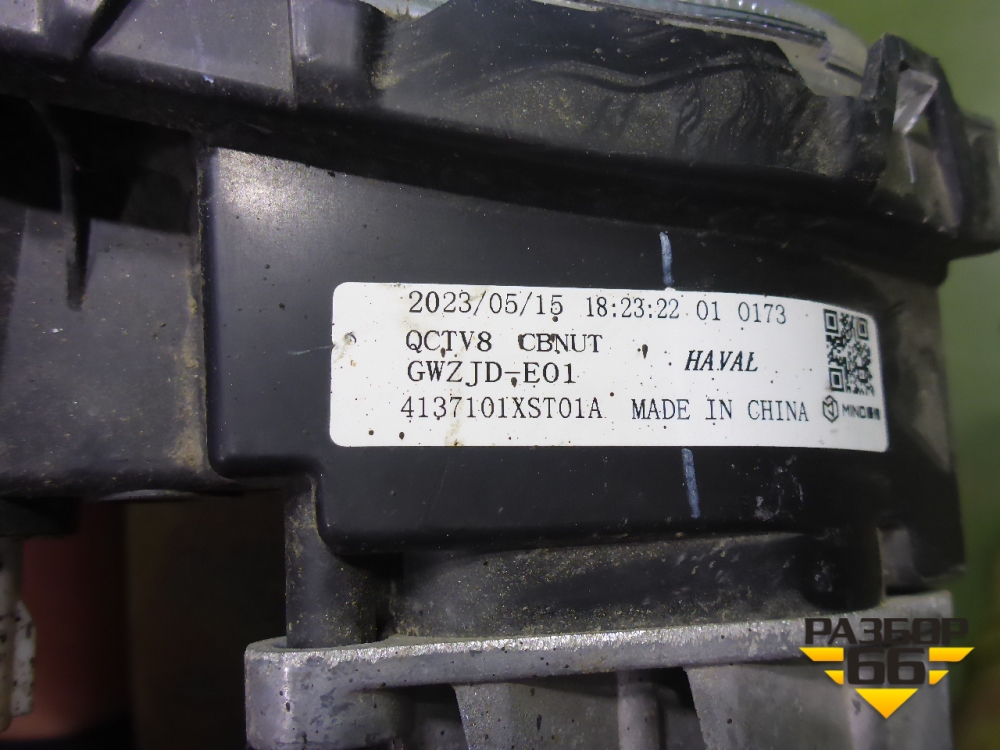 2023/05/15 18:23:22 01 0173
QCTV8 CBNUT
GWZJD-E01
HAVAL
4137101XST01A MADE IN CHINA
MIND
РАЗБОР
66